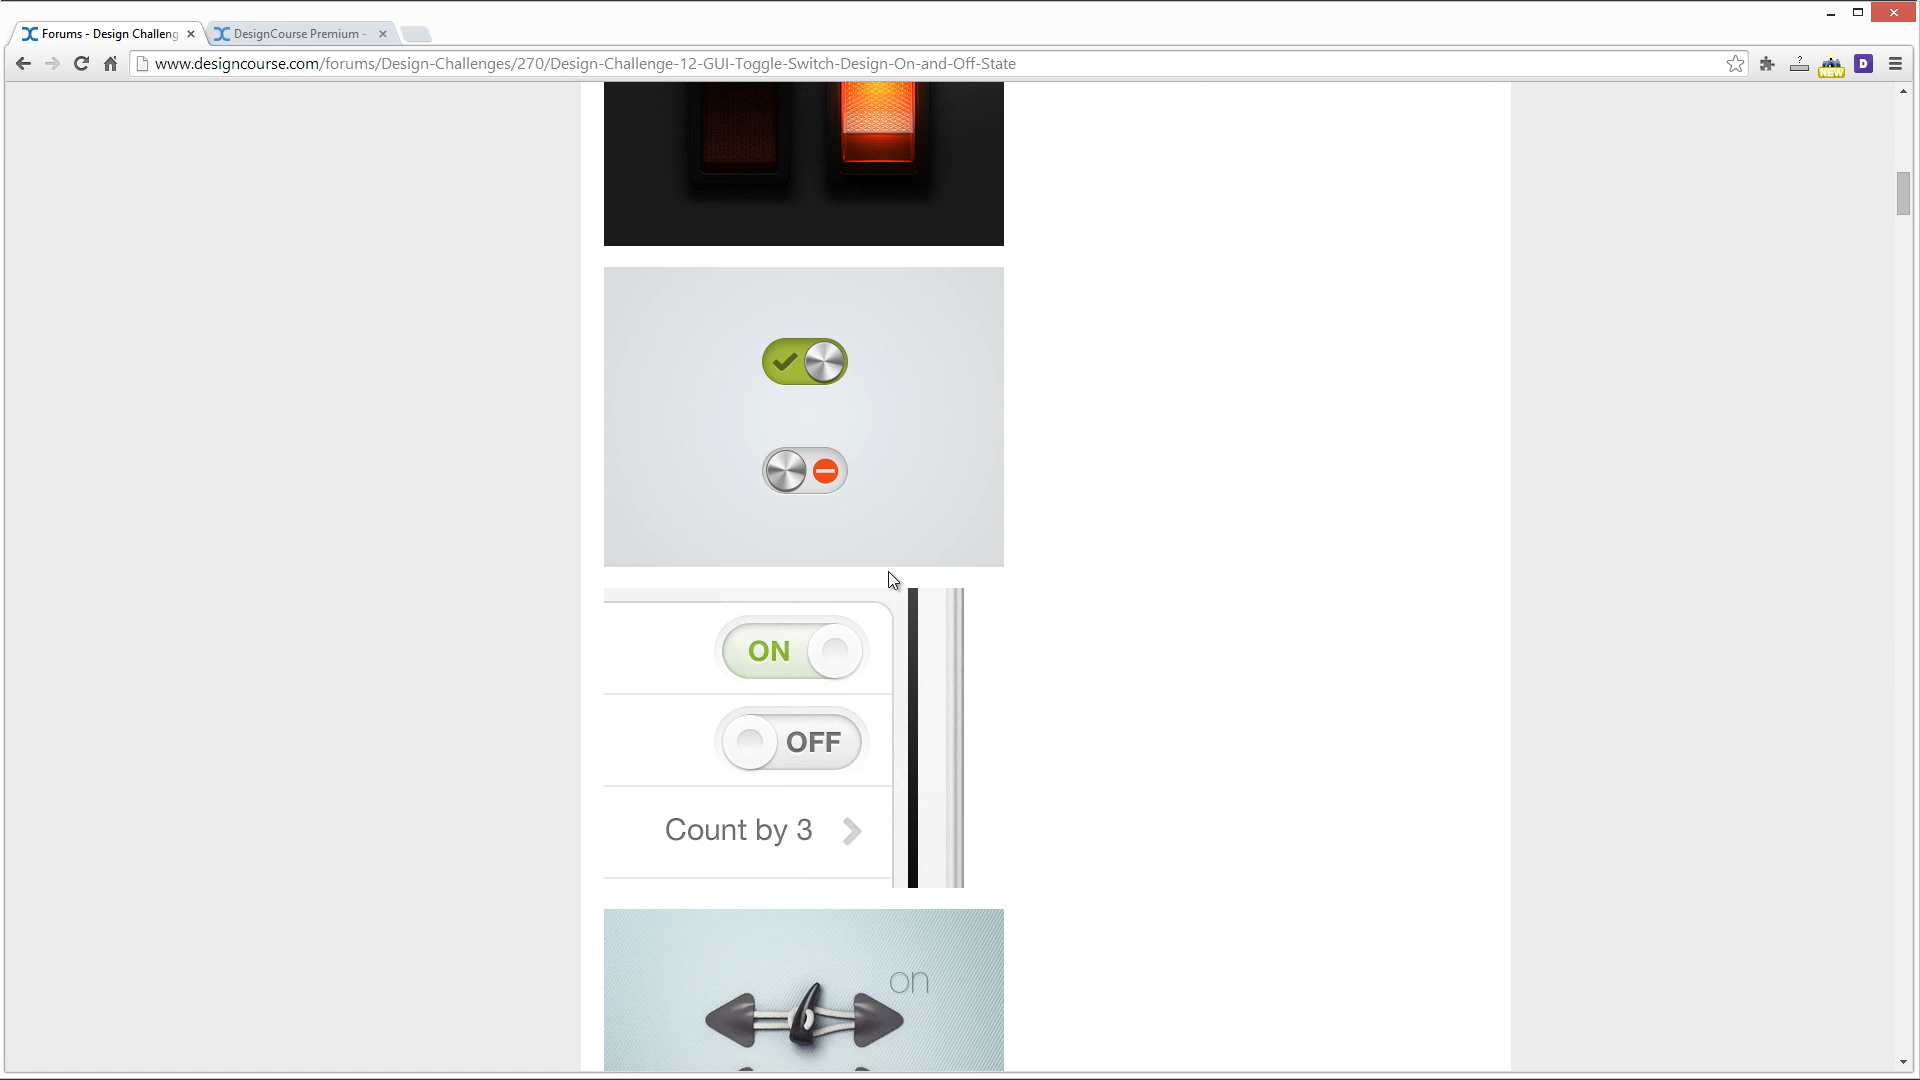 Forums - Design Challeng
DesignCourse Premium -
www.designcourse.com/forums/Design-Challenges/270/Design-Challenge-12-GUI-Toggle-Switch-Design-On-and-Off-State
?
NEW
D
ON
OFF
Count by 3
on